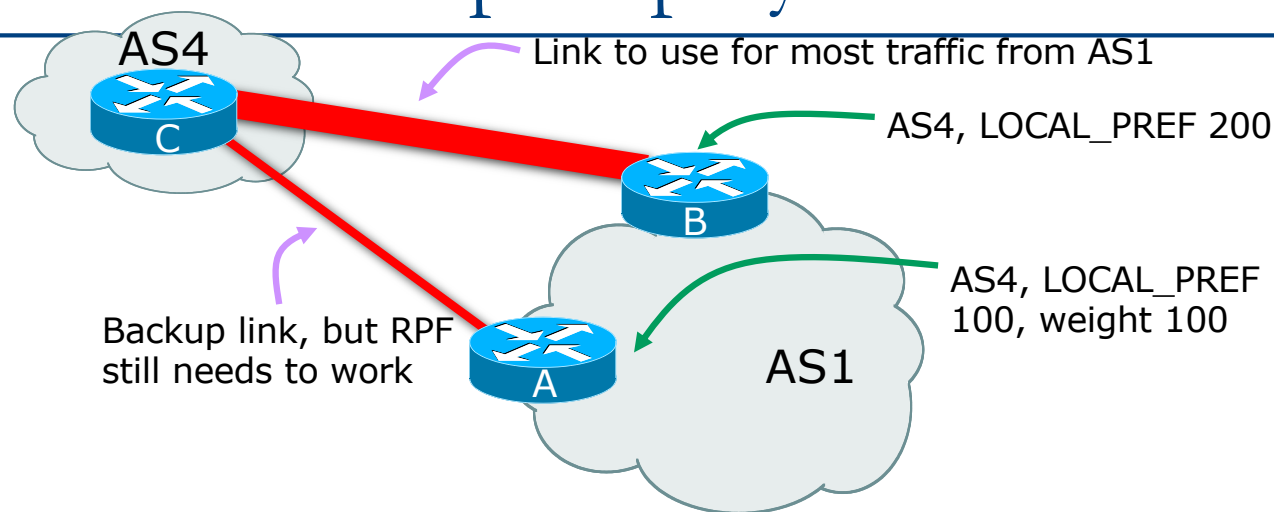 AS4
Link to use for most traffic from AS1
C
AS4, LOCAL_PREF 200
B
AS4, LOCAL_PREF
100, weight 100
Backup link, but RPF
still needs to work
A
AS1